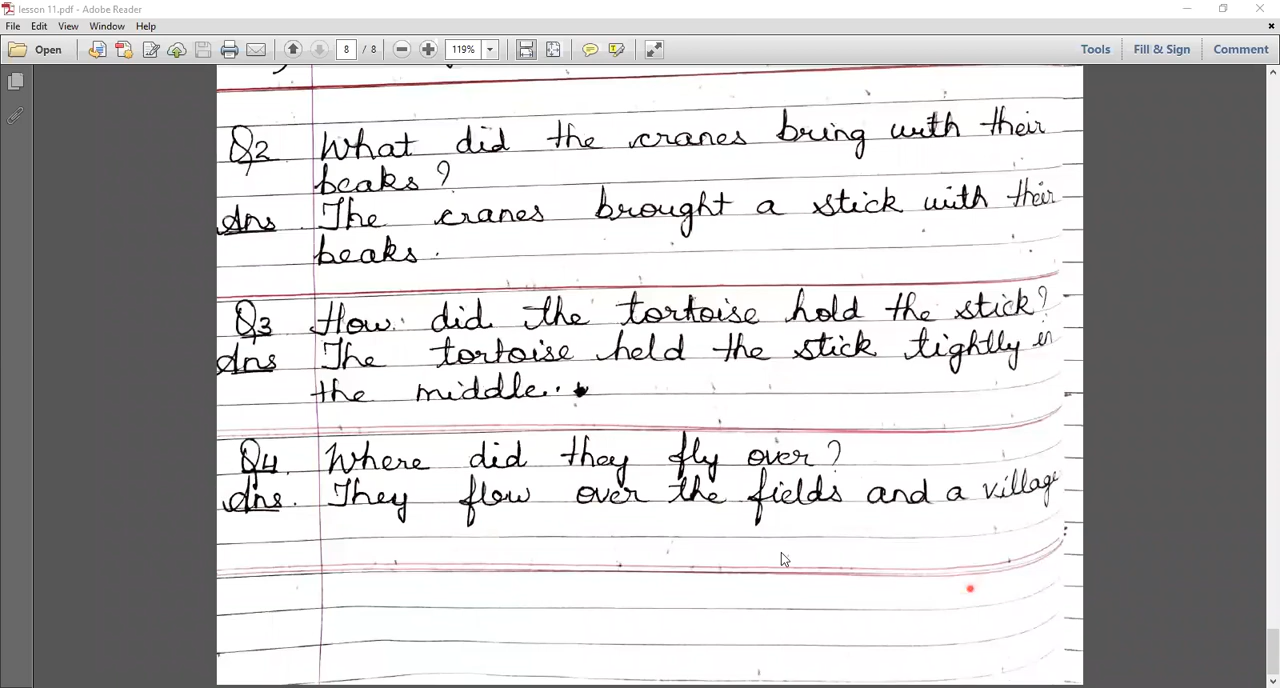 lesson 11.pdf - Adobe Reader
File Edit View Window Help
Open 8 / 8 119% Tools Fill & Sign Comment
Q2 What did the cranes bring with their
beaks?
Ans The cranes brought a stick with their
beaks.
Q3 How did the tortoise hold the stick?
Ans The tortoise held the stick tightly in
the middle.
Q4. Where did they fly over?
Ans. They flow over the fields and a village